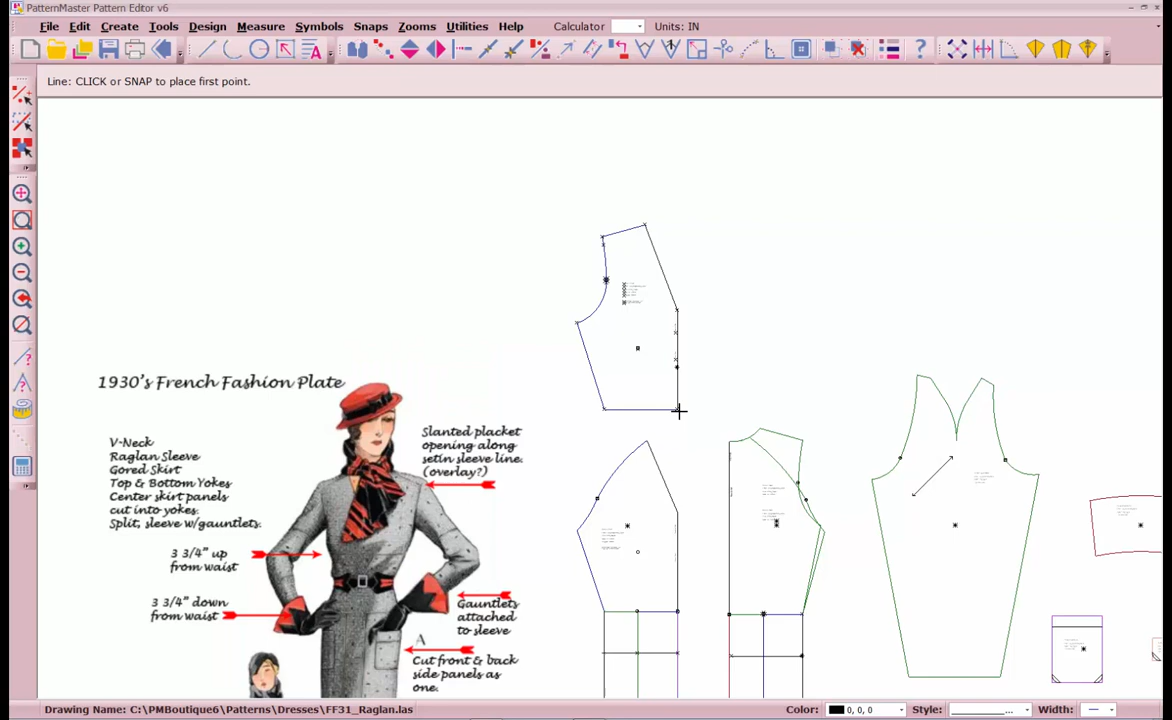 PatternMaster Pattern Editor v6
File Edit Create Tools Design Measure Symbols Snaps Zooms Utilities Help Calculator Units: IN
Line: CLICK or SNAP to place first point.
1930's French Fashion Plate
V-Neck
Raglan Sleeve
Gored Skirt
Top & Bottom Yokes
Center skirt panels
cut into yokes.
Split, sleeve w/gauntlets.
3 3/4" up
from waist
3 3/4" down
from waist
Slanted placket
opening along
setin sleeve line.
(overlay?)
Gauntlets
attached
to sleeve
A
Cut front & back
side panels as
one.
Drawing Name: C:\PMBoutique6\Patterns\Dresses\FF31_Raglan.las
Color: 0, 0, 0 Style: Width: